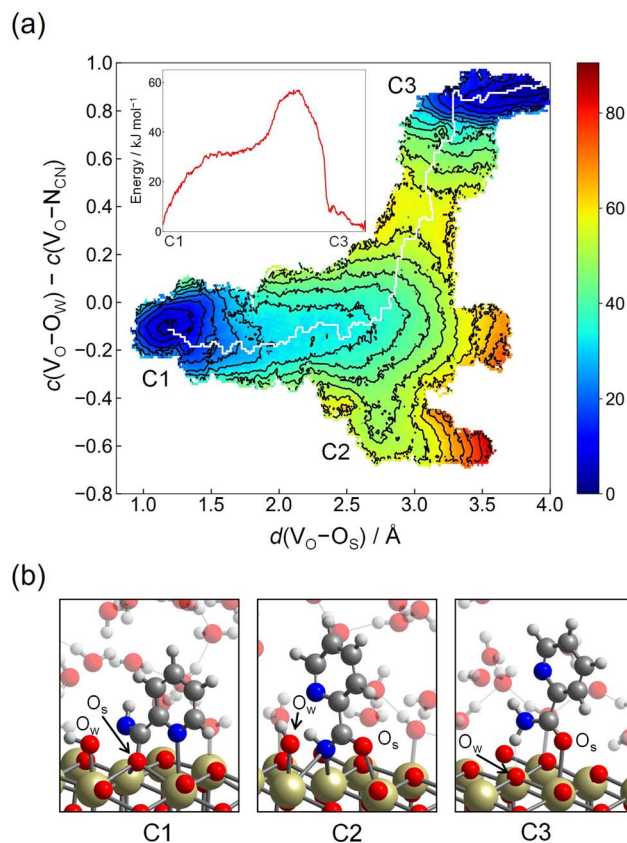 (a)
Energy / kJ mol⁻¹
60
40
20
0
C1
C3
c(V_O−O_W) − c(V_O−N_CN)
1.0
0.8
0.6
0.4
0.2
0.0
−0.2
−0.4
−0.6
−0.8
C3
C1
C2
1.0 1.5 2.0 2.5 3.0 3.5 4.0
d(V_O−O_S) / Å
80
60
40
20
0
(b)
O_s
O_w
O_w
O_s
O_s
O_w
C1 C2 C3